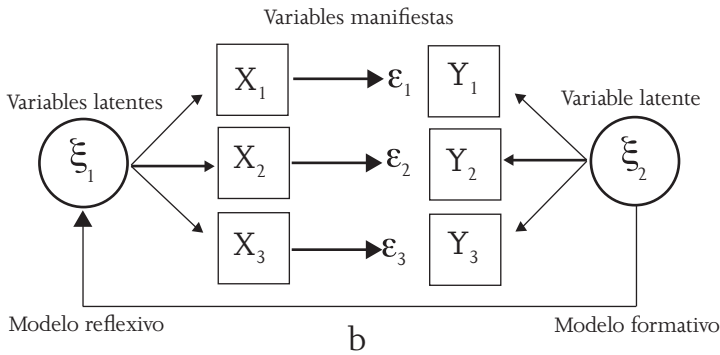 Variables manifiestas
X1 ε1 Y1
Variables latentes Variable latente
ξ1 X2 ε2 Y2 ξ2
X3 ε3 Y3
Modelo reflexivo Modelo formativo
b